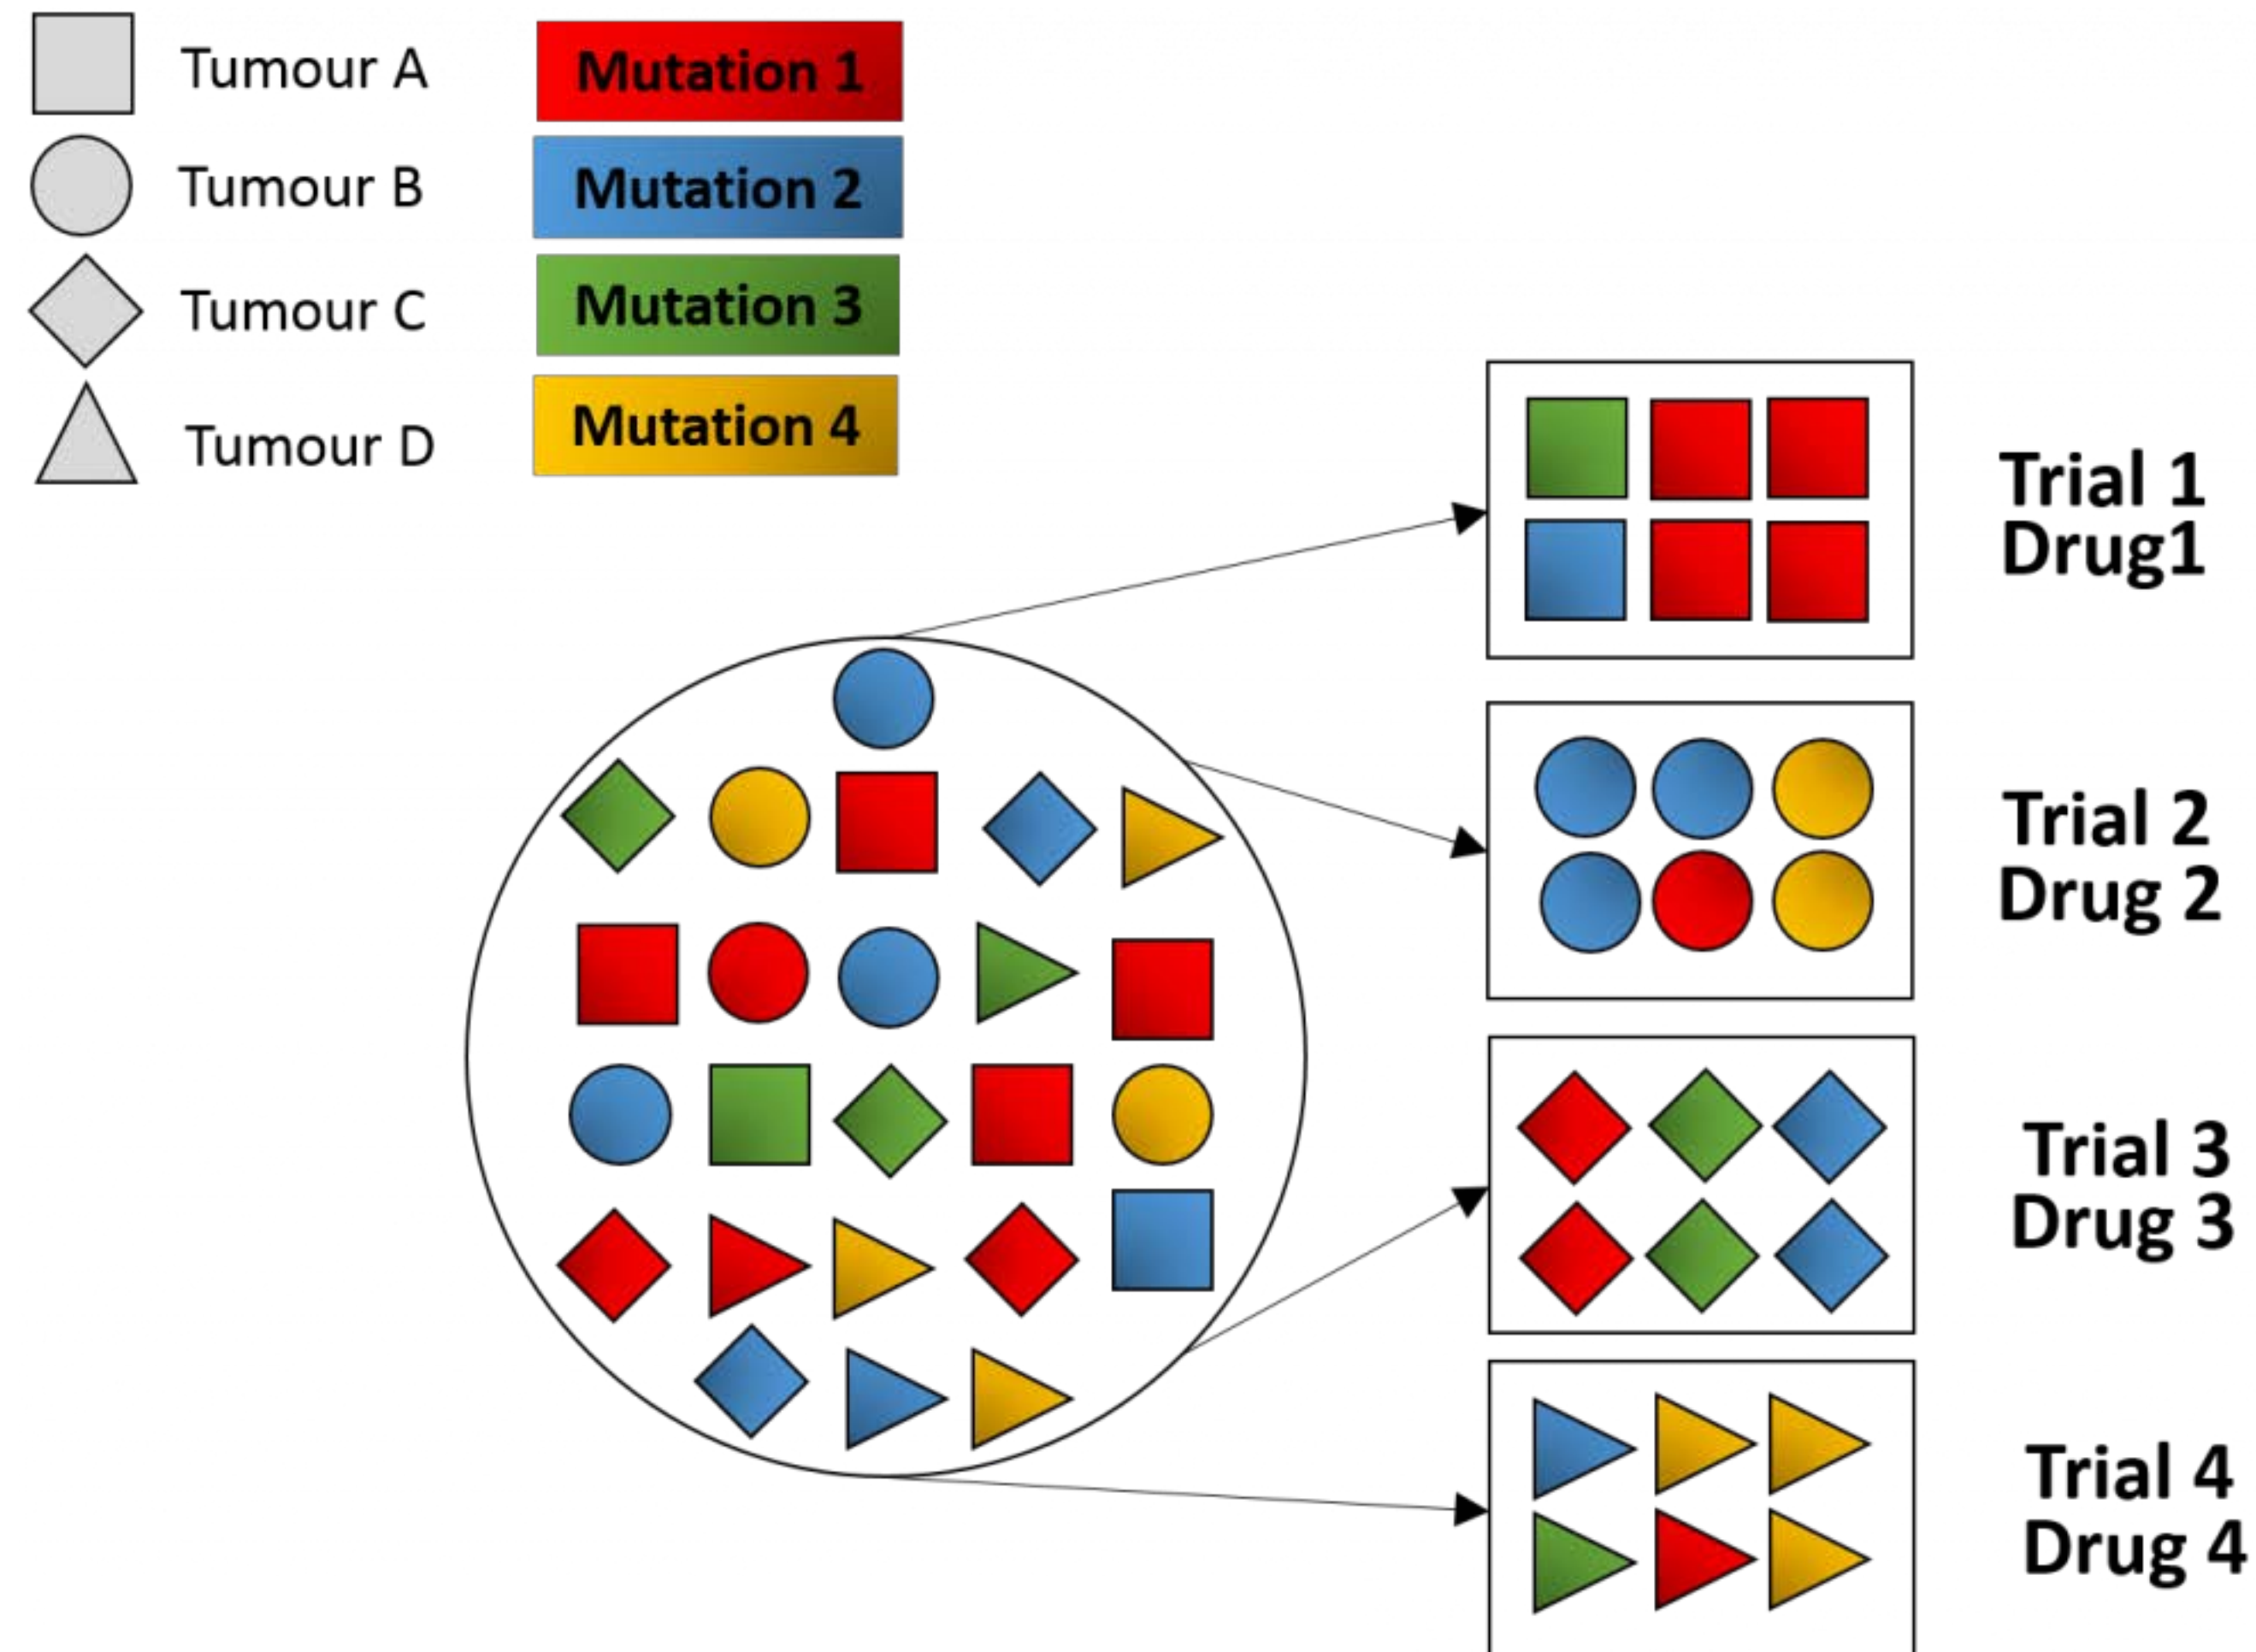 Tumour A
Mutation 1
Tumour B
Mutation 2
Tumour C
Mutation 3
Tumour D
Mutation 4
Trial 1
Drug1
Trial 2
Drug 2
Trial 3
Drug 3
Trial 4
Drug 4